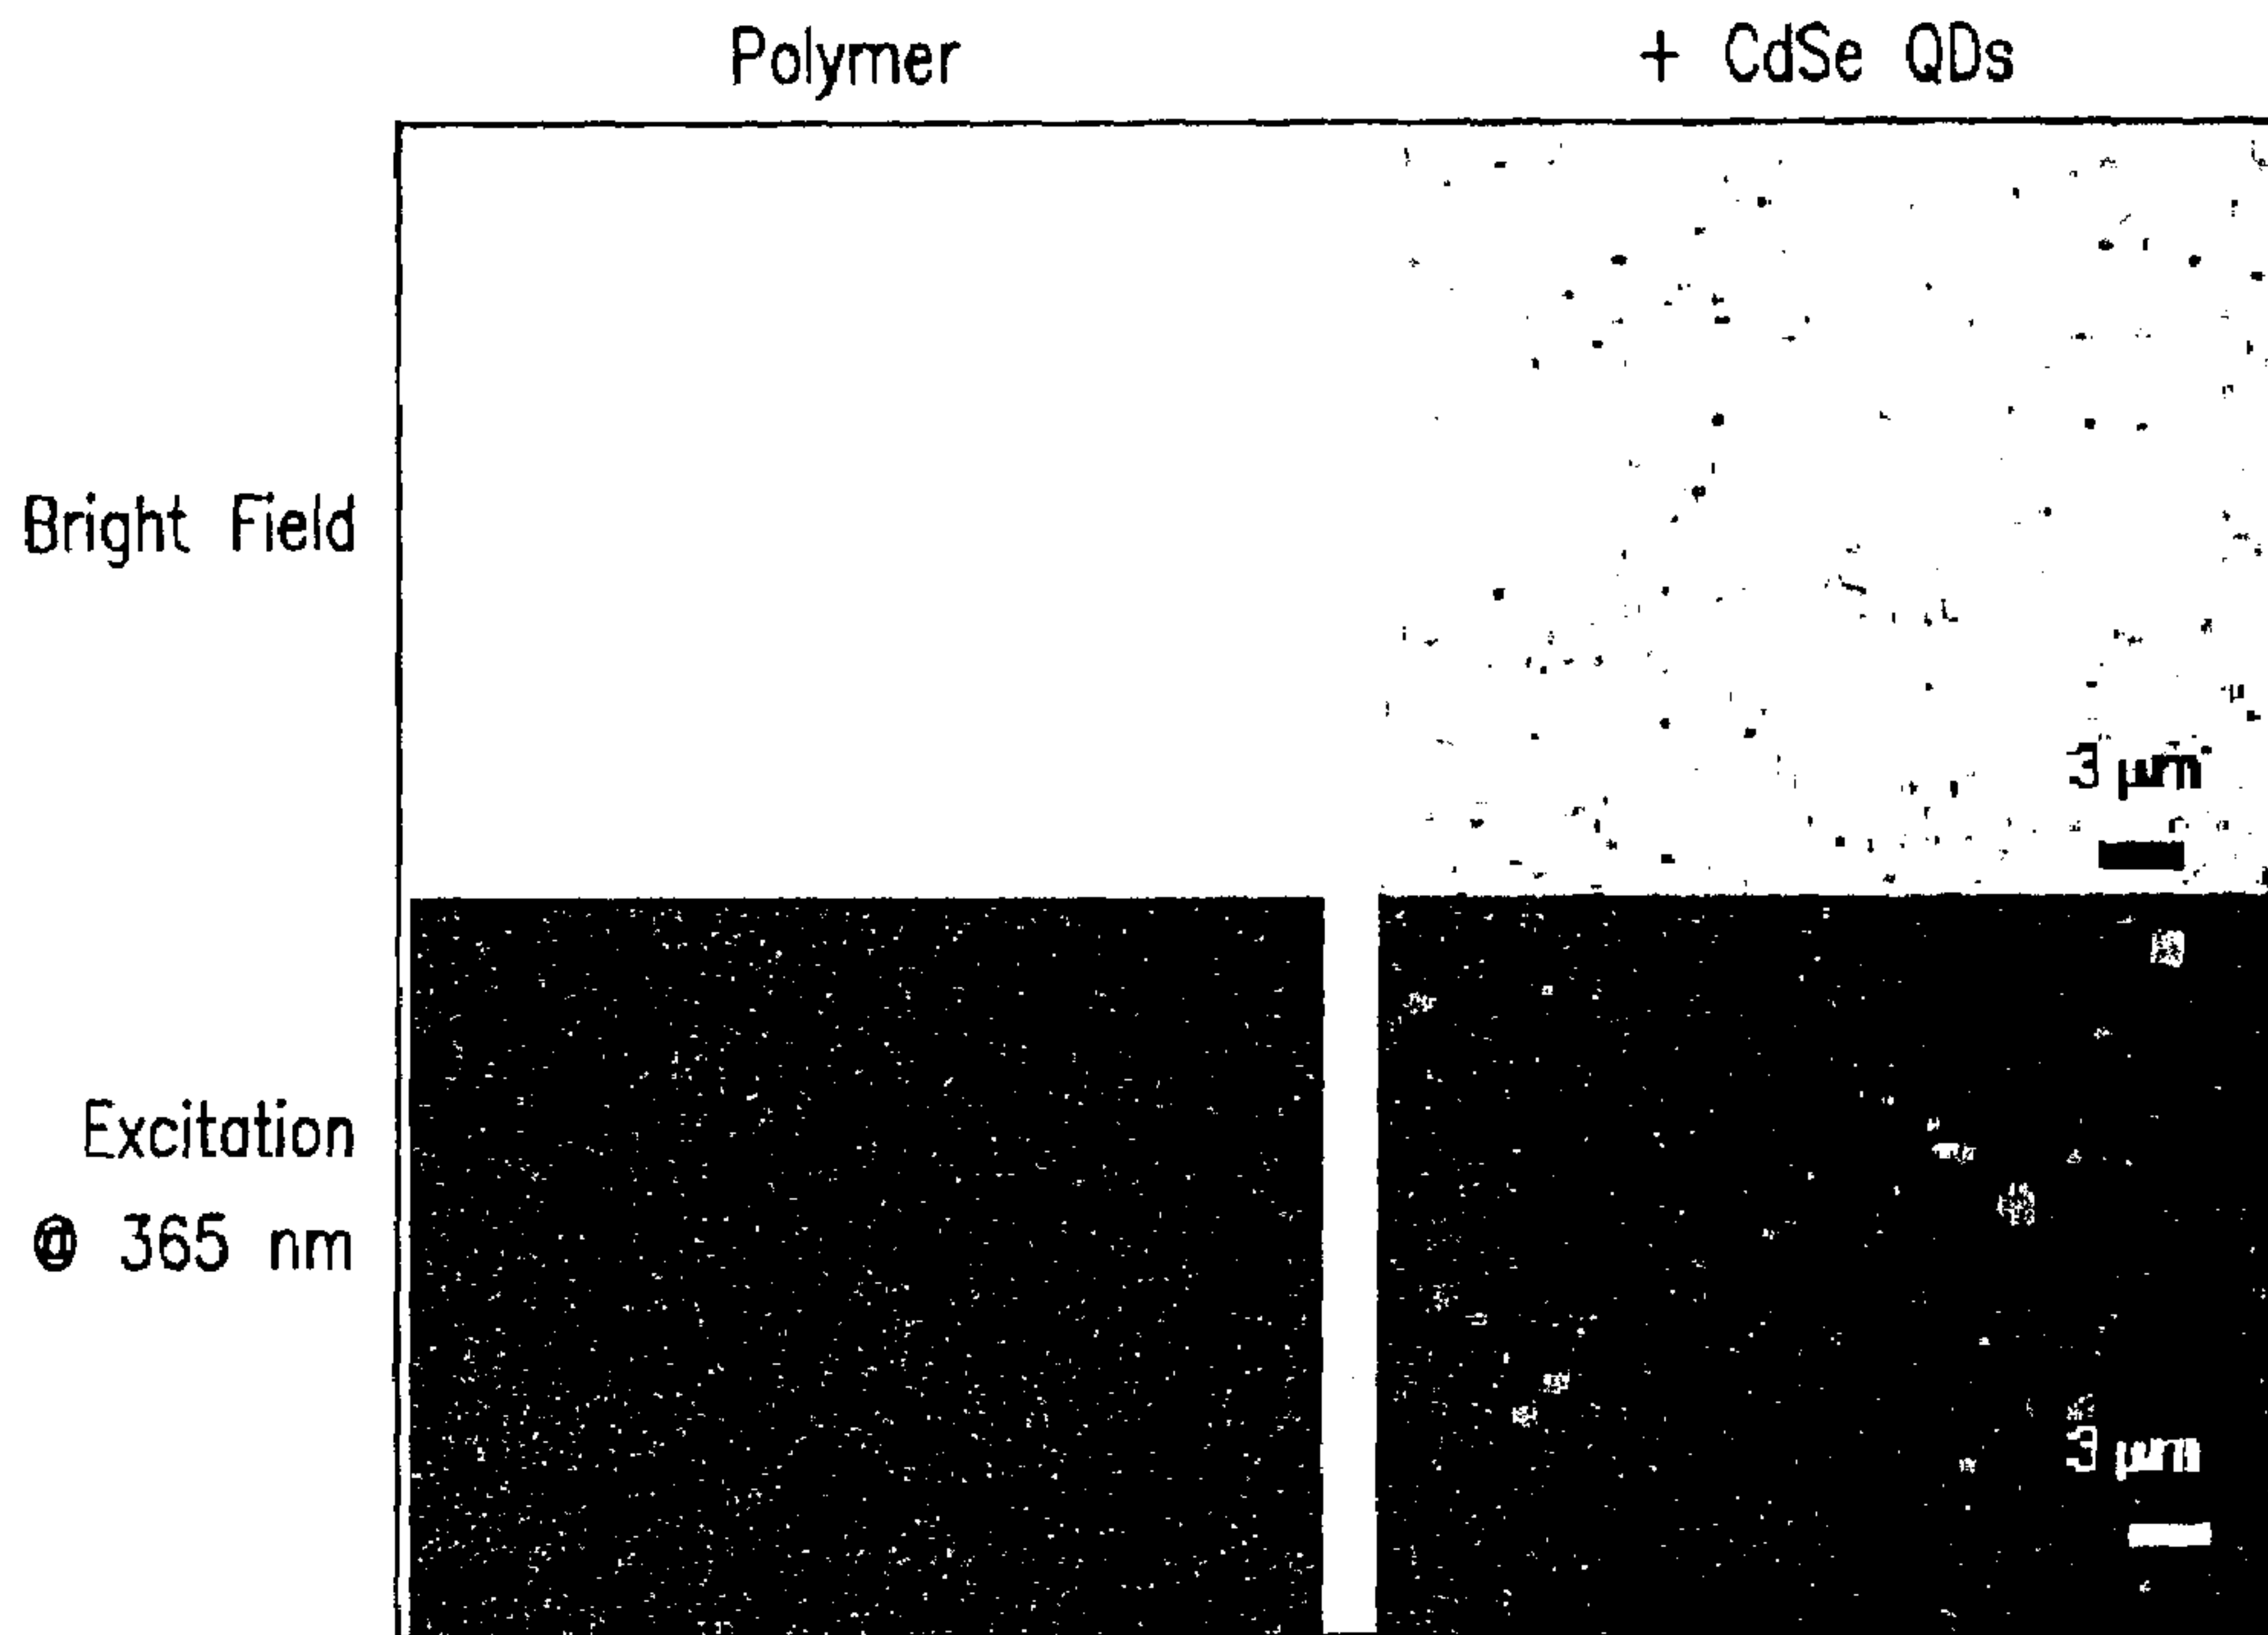 Polymer
+ CdSe QDs
Bright Field
3 µm
Excitation
@ 365 nm
3 µm